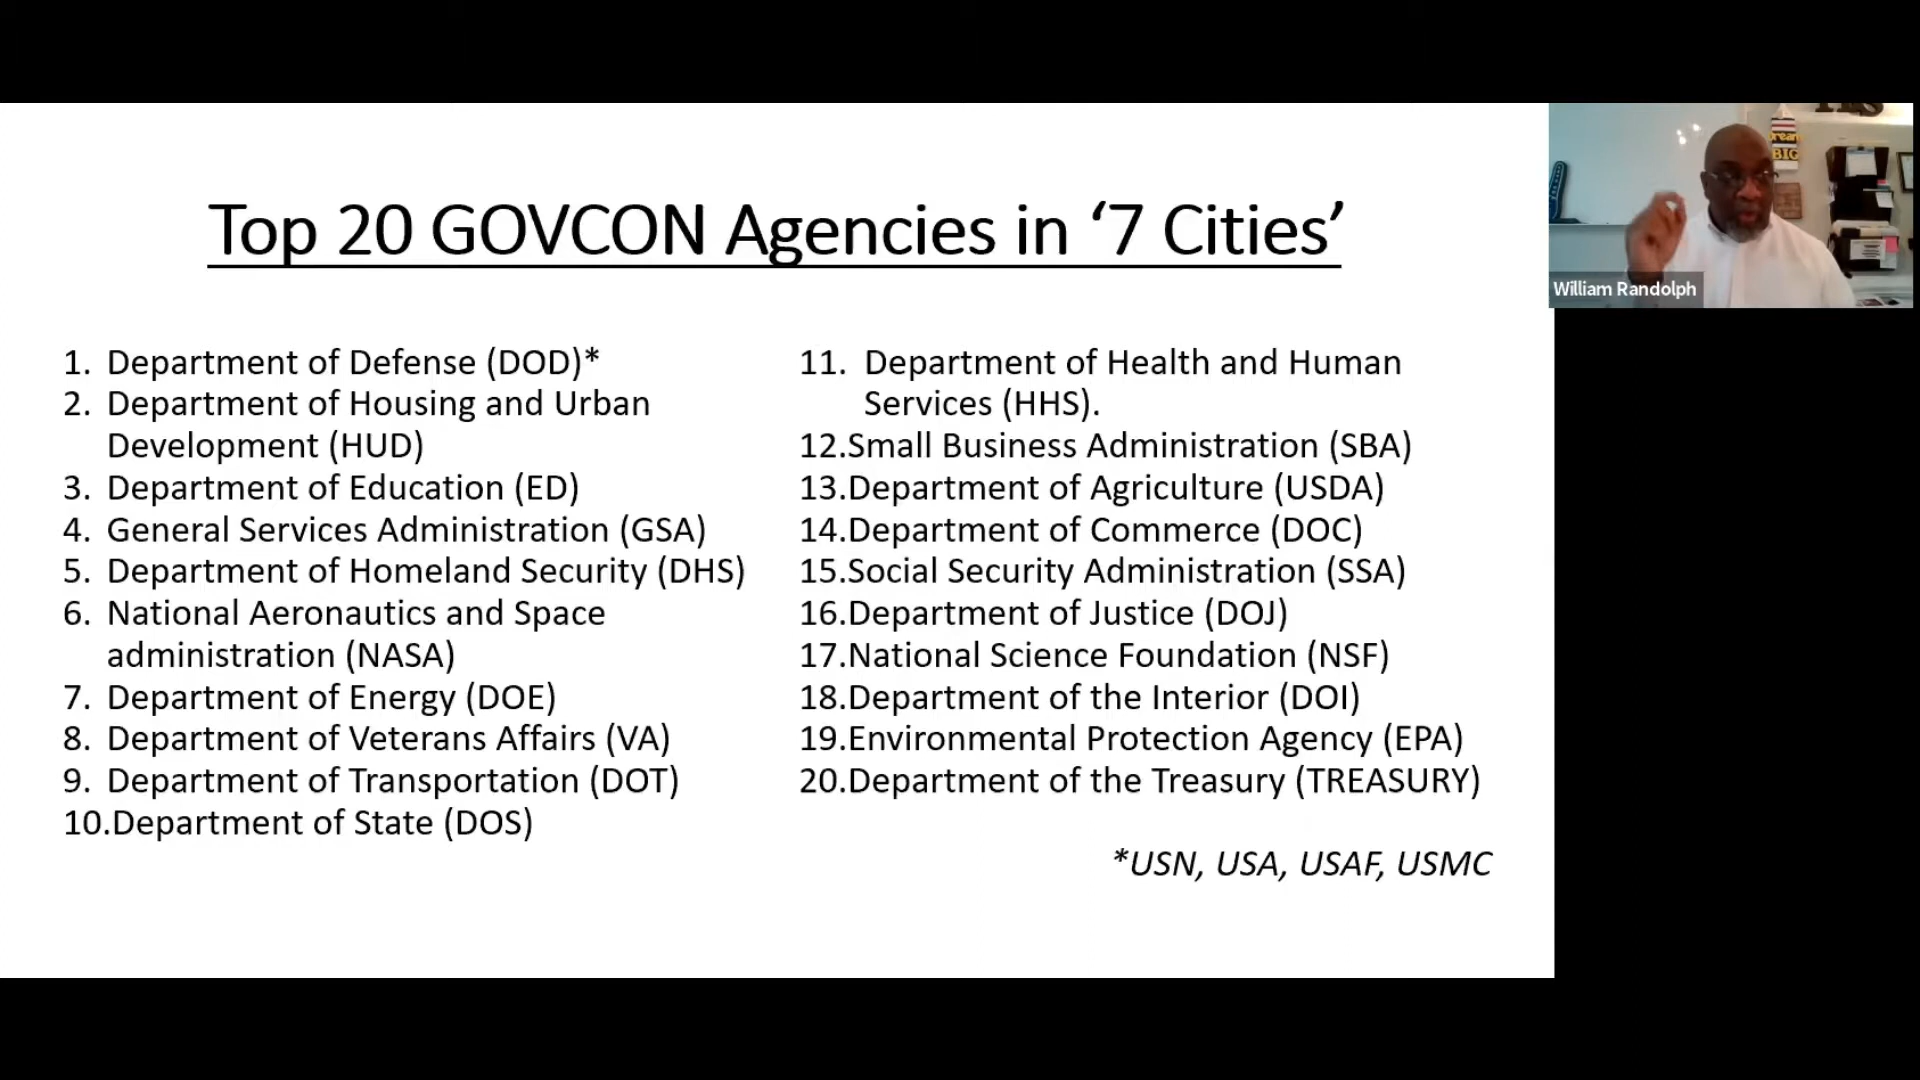 Top 20 GOVCON Agencies in ‘7 Cities’
1. Department of Defense (DOD)*
2. Department of Housing and Urban
Development (HUD)
3. Department of Education (ED)
4. General Services Administration (GSA)
5. Department of Homeland Security (DHS)
6. National Aeronautics and Space
administration (NASA)
7. Department of Energy (DOE)
8. Department of Veterans Affairs (VA)
9. Department of Transportation (DOT)
10.Department of State (DOS)
11. Department of Health and Human
Services (HHS).
12.Small Business Administration (SBA)
13.Department of Agriculture (USDA)
14.Department of Commerce (DOC)
15.Social Security Administration (SSA)
16.Department of Justice (DOJ)
17.National Science Foundation (NSF)
18.Department of the Interior (DOI)
19.Environmental Protection Agency (EPA)
20.Department of the Treasury (TREASURY)
*USN, USA, USAF, USMC
BIG
William Randolph